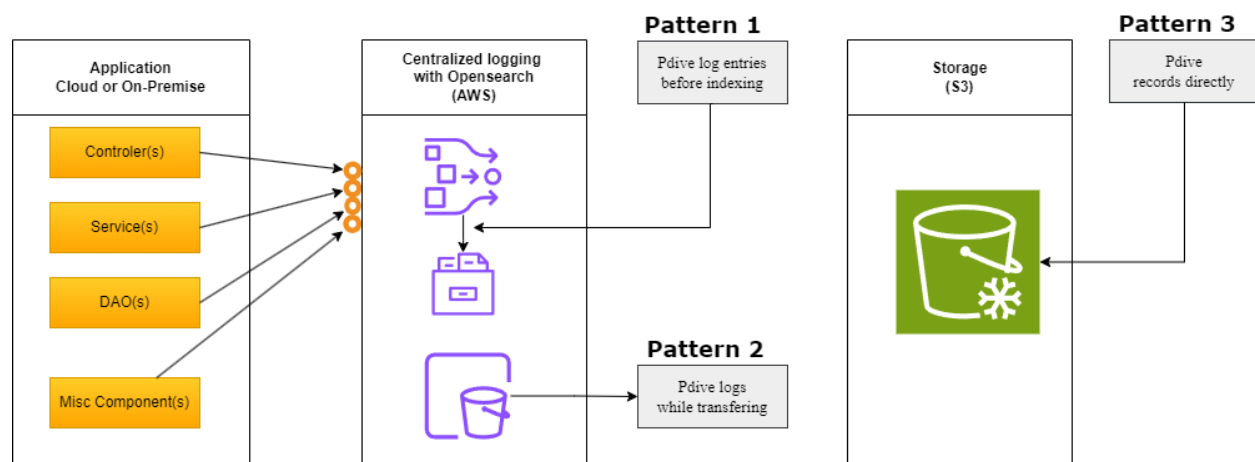 Application
Cloud or On-Premise
Controler(s)
Service(s)
DAO(s)
Misc Component(s)
Centralized logging
with Opensearch
(AWS)
Pattern 1
Pdive log entries
before indexing
Pattern 2
Pdive logs
while transfering
Storage
(S3)
Pattern 3
Pdive
records directly